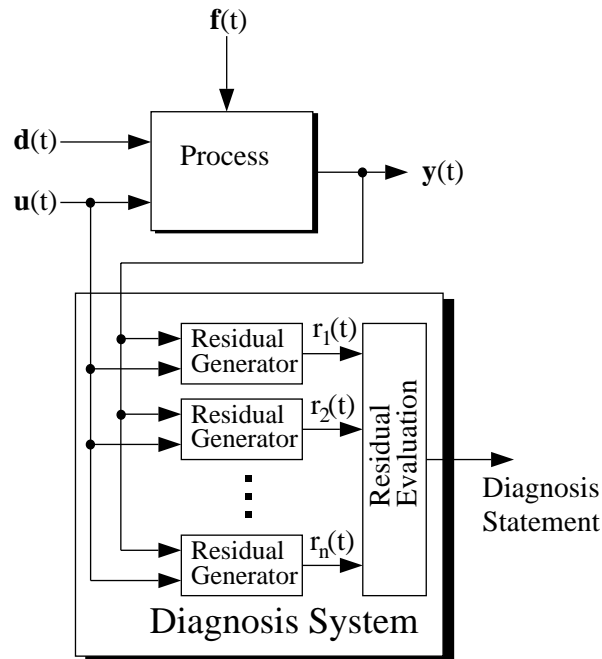 f(t)
d(t)
Process
u(t)
y(t)
Residual
Generator
r1(t)
Residual
Generator
r2(t)
Residual
Generator
rn(t)
Residual
Evaluation
Diagnosis
Statement
Diagnosis System